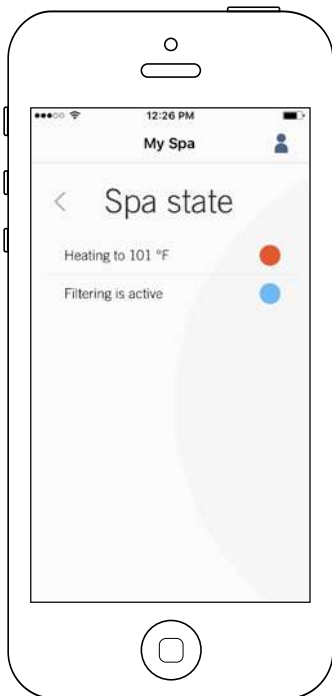 12:26 PM
My Spa
Spa state
Heating to 101 °F
Filtering is active